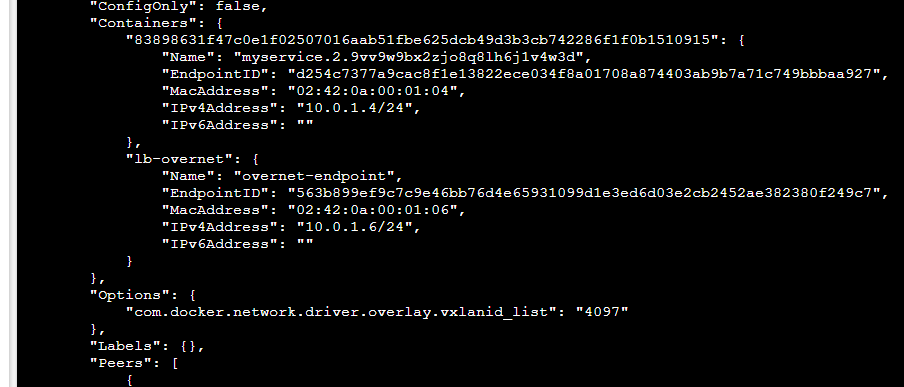 "ConfigOnly": false,
"Containers": {
"83898631f47c0e1f02507016aab51fbe625dcb49d3b3cb742286f1f0b1510915": {
"Name": "myservice.2.9vv9w9bx2zjo8q8lh6j1v4w3d",
"EndpointID": "d254c7377a9cac8f1e13822ece034f8a01708a874403ab9b7a71c749bbbaa927",
"MacAddress": "02:42:0a:00:01:04",
"IPv4Address": "10.0.1.4/24",
"IPv6Address": ""
},
"lb-overnet": {
"Name": "overnet-endpoint",
"EndpointID": "563b899ef9c7c9e46bb76d4e65931099d1e3ed6d03e2cb2452ae382380f249c7",
"MacAddress": "02:42:0a:00:01:06",
"IPv4Address": "10.0.1.6/24",
"IPv6Address": ""
}
},
"Options": {
"com.docker.network.driver.overlay.vxlanid_list": "4097"
},
"Labels": {},
"Peers": [
{